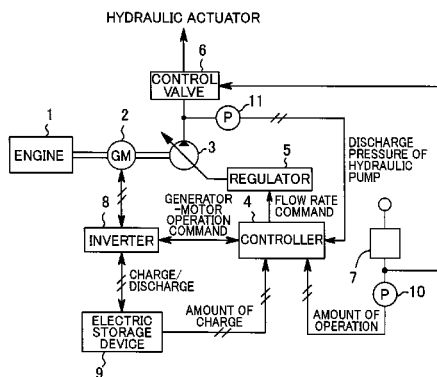 HYDRAULIC ACTUATOR
6
CONTROL
VALVE
P
11
1
ENGINE
2
GM
3
5
REGULATOR
DISCHARGE
PRESSURE OF
HYDRAULIC
PUMP
GENERATOR
-MOTOR
OPERATION
COMMAND
4
FLOW RATE
COMMAND
8
INVERTER
CONTROLLER
7
CHARGE/
DISCHARGE
P
10
AMOUNT
OF CHARGE
AMOUNT OF
OPERATION
ELECTRIC
STORAGE
DEVICE
9